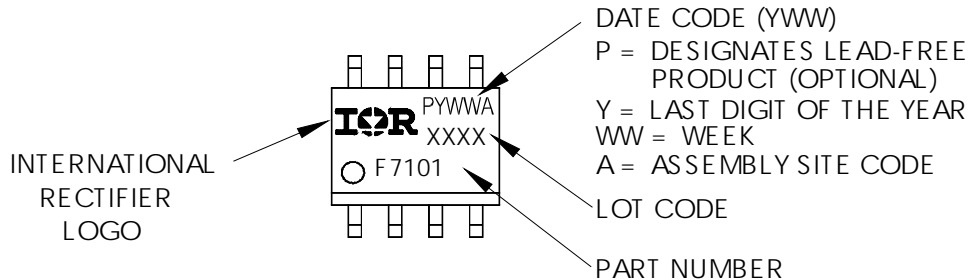 DATE CODE (YWW)
P = DESIGNATES LEAD-FREE
PRODUCT (OPTIONAL)
Y = LAST DIGIT OF THE YEAR
WW = WEEK
A = ASSEMBLY SITE CODE
LOT CODE
PART NUMBER
INTERNATIONAL
RECTIFIER
LOGO
IOR
PYWWA
XXXX
F7101